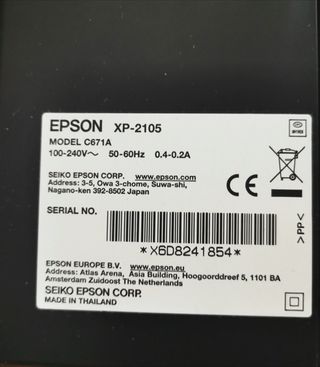 EPSON XP-2105
MODEL C671A
100-240V~ 50-60Hz 0.4-0.2A
SEIKO EPSON CORP. www.epson.com
Address: 3-5, Owa 3-chome, Suwa-shi,
Nagano-ken 392-8502 Japan
CE
SERIAL NO.
*X6D8241854*
>PP<
EPSON EUROPE B.V. www.epson.eu
Address: Atlas Arena, Asia Building, Hoogoorddreef 5, 1101 BA
Amsterdam Zuidoost The Netherlands
SEIKO EPSON CORP.
MADE IN THAILAND